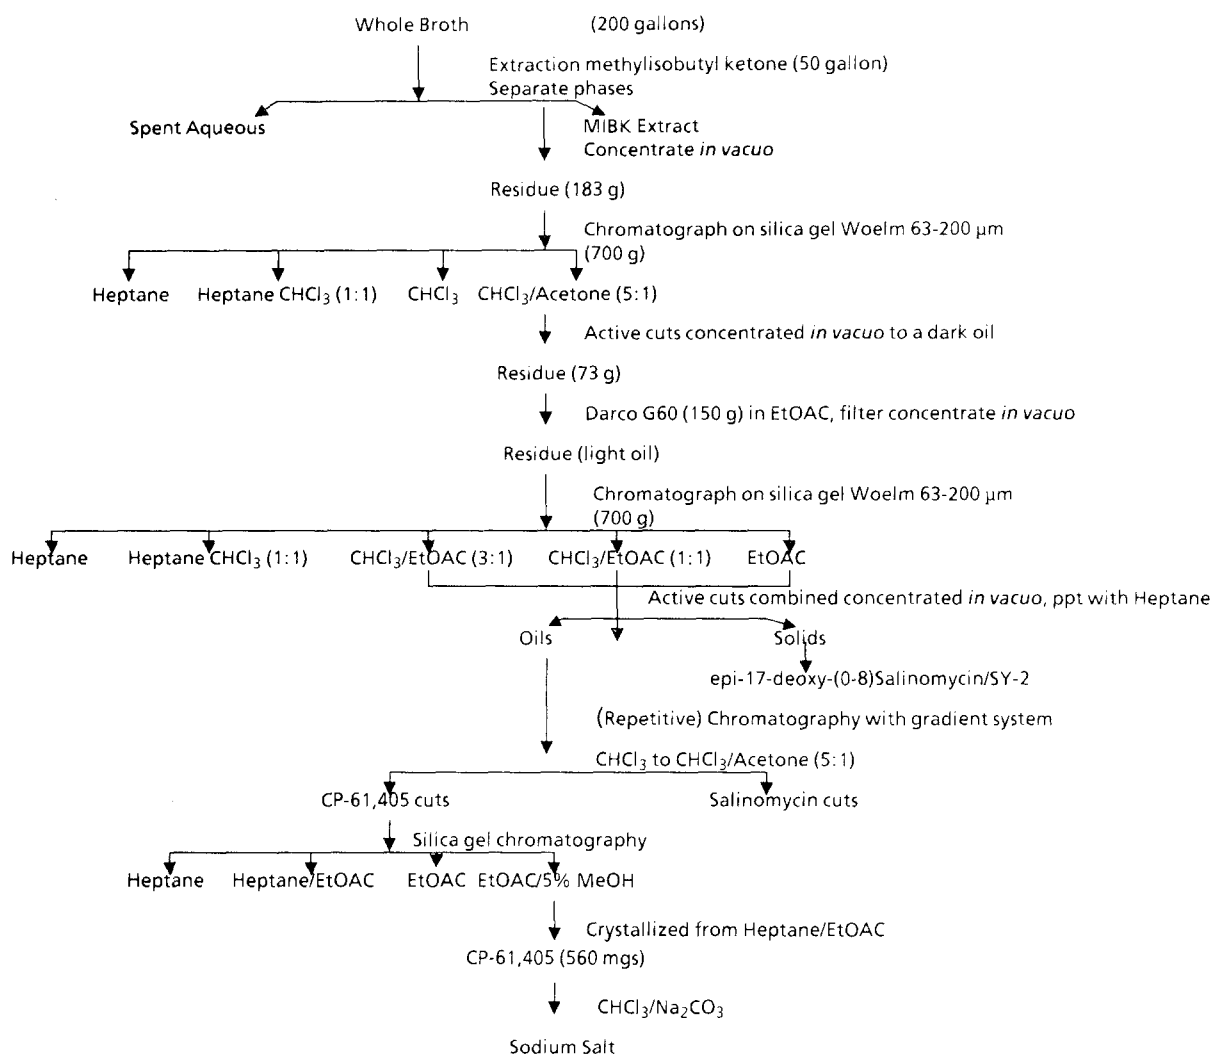 Whole Broth (200 gallons)
Extraction methylisobutyl ketone (50 gallon)
Separate phases
Spent Aqueous
MIBK Extract
Concentrate in vacuo
Residue (183 g)
Chromatograph on silica gel Woelm 63-200 µm
(700 g)
Heptane Heptane CHCl₃ (1:1) CHCl₃ CHCl₃/Acetone (5:1)
Active cuts concentrated in vacuo to a dark oil
Residue (73 g)
Darco G60 (150 g) in EtOAC, filter concentrate in vacuo
Residue (light oil)
Chromatograph on silica gel Woelm 63-200 µm
(700 g)
Heptane Heptane CHCl₃ (1:1) CHCl₃/EtOAC (3:1) CHCl₃/EtOAC (1:1) EtOAC
Active cuts combined concentrated in vacuo, ppt with Heptane
Oils Solids
epi-17-deoxy-(0-8)Salinomycin/SY-2
(Repetitive) Chromatography with gradient system
CHCl₃ to CHCl₃/Acetone (5:1)
CP-61,405 cuts Salinomycin cuts
Silica gel chromatography
Heptane Heptane/EtOAC EtOAC EtOAC/5% MeOH
Crystallized from Heptane/EtOAC
CP-61,405 (560 mgs)
CHCl₃/Na₂CO₃
Sodium Salt